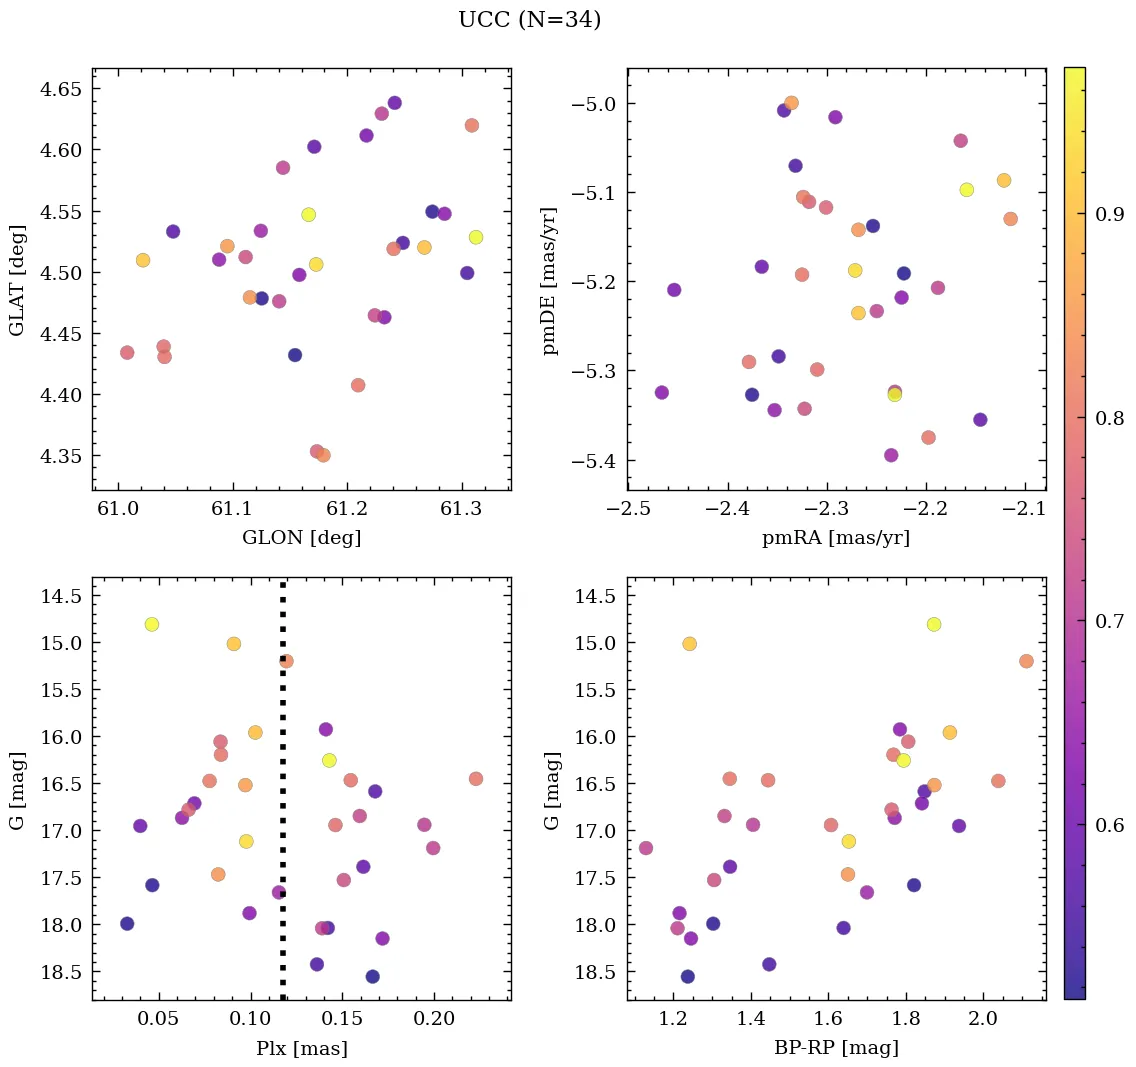 UCC (N=34)
4.65
4.60
4.55
4.50
4.45
4.40
4.35
GLAT [deg]
61.0 61.1 61.2 61.3
GLON [deg]
−5.0
−5.1
−5.2
−5.3
−5.4
pmDE [mas/yr]
−2.5 −2.4 −2.3 −2.2 −2.1
pmRA [mas/yr]
0.9
0.8
0.7
0.6
14.5
15.0
15.5
16.0
16.5
17.0
17.5
18.0
18.5
G [mag]
0.05 0.10 0.15 0.20
Plx [mas]
14.5
15.0
15.5
16.0
16.5
17.0
17.5
18.0
18.5
G [mag]
1.2 1.4 1.6 1.8 2.0
BP-RP [mag]